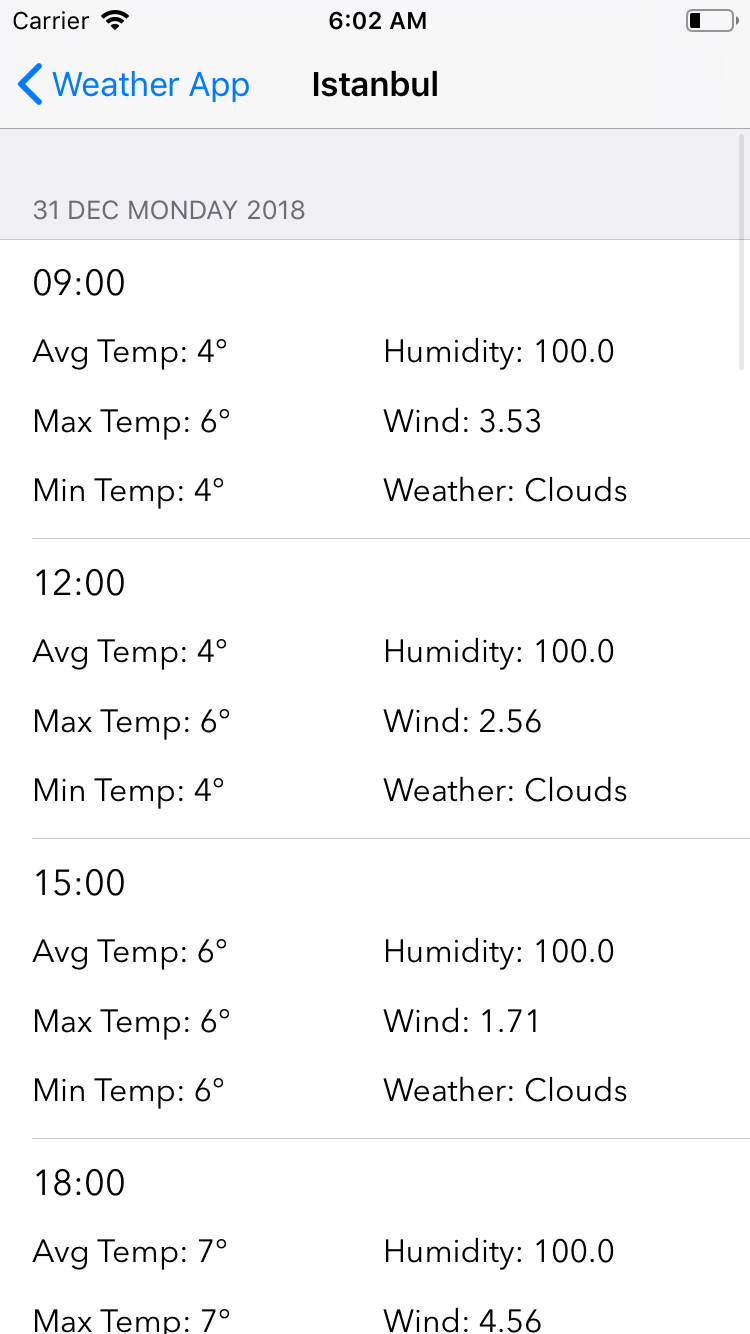 Carrier 6:02 AM
Weather App Istanbul
31 DEC MONDAY 2018
09:00
Avg Temp: 4° Humidity: 100.0
Max Temp: 6° Wind: 3.53
Min Temp: 4° Weather: Clouds
12:00
Avg Temp: 4° Humidity: 100.0
Max Temp: 6° Wind: 2.56
Min Temp: 4° Weather: Clouds
15:00
Avg Temp: 6° Humidity: 100.0
Max Temp: 6° Wind: 1.71
Min Temp: 6° Weather: Clouds
18:00
Avg Temp: 7° Humidity: 100.0
Max Temp: 7° Wind: 4.56